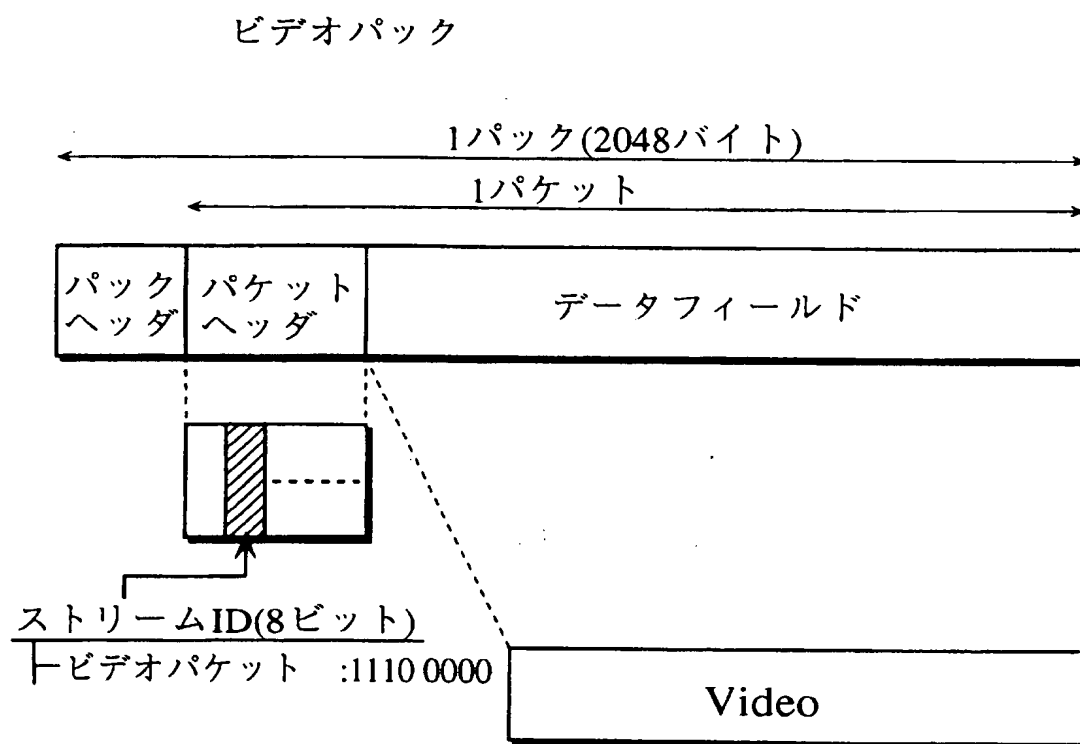 ビデオパック
1パック(2048バイト)
1パケット
パック
ヘッダ
パケット
ヘッダ
データフィールド
ストリームID(8ビット)
ビデオパケット :1110 0000
Video